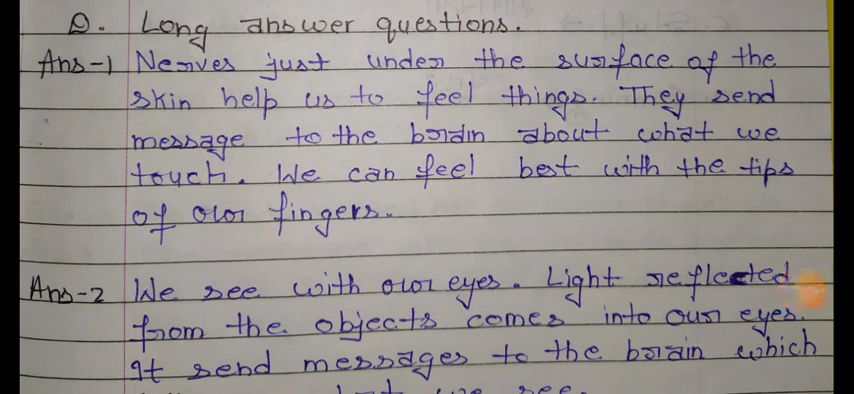 D. Long answer questions.
Ans-1 Nerves just under the surface of the
skin help us to feel things. They send
message to the brain about what we
touch. We can feel best with the tips
of our fingers.
Ans-2 We see with our eyes. Light reflected
from the objects comes into our eyes.
It send messages to the brain which
we see.